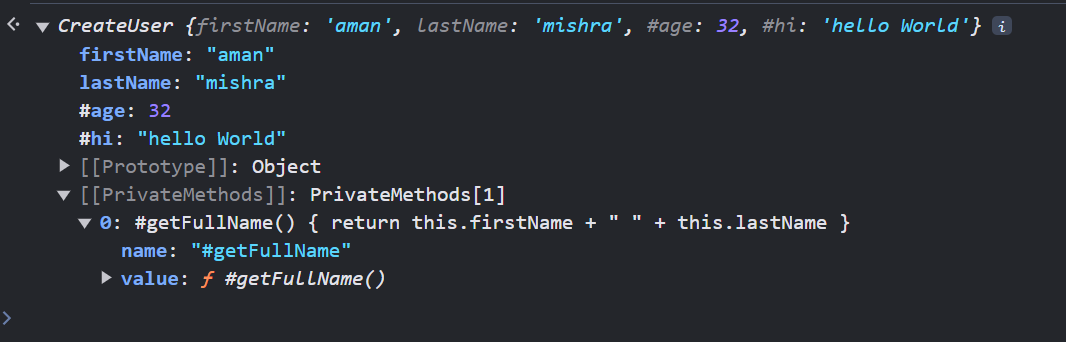 CreateUser {firstName: 'aman', lastName: 'mishra', #age: 32, #hi: 'hello World'} i
firstName: "aman"
lastName: "mishra"
#age: 32
#hi: "hello World"
[[Prototype]]: Object
[[PrivateMethods]]: PrivateMethods[1]
0: #getFullName() { return this.firstName + " " + this.lastName }
name: "#getFullName"
value: ƒ #getFullName()